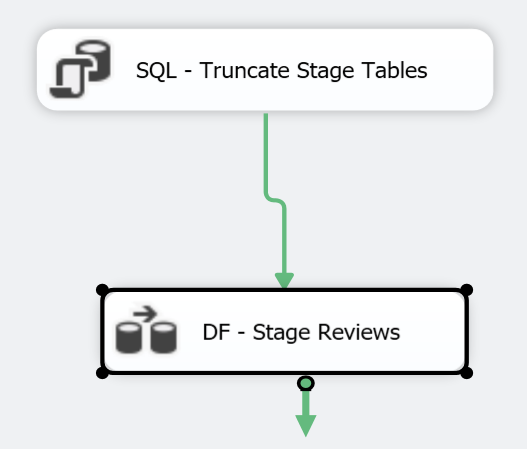 SQL - Truncate Stage Tables
DF - Stage Reviews